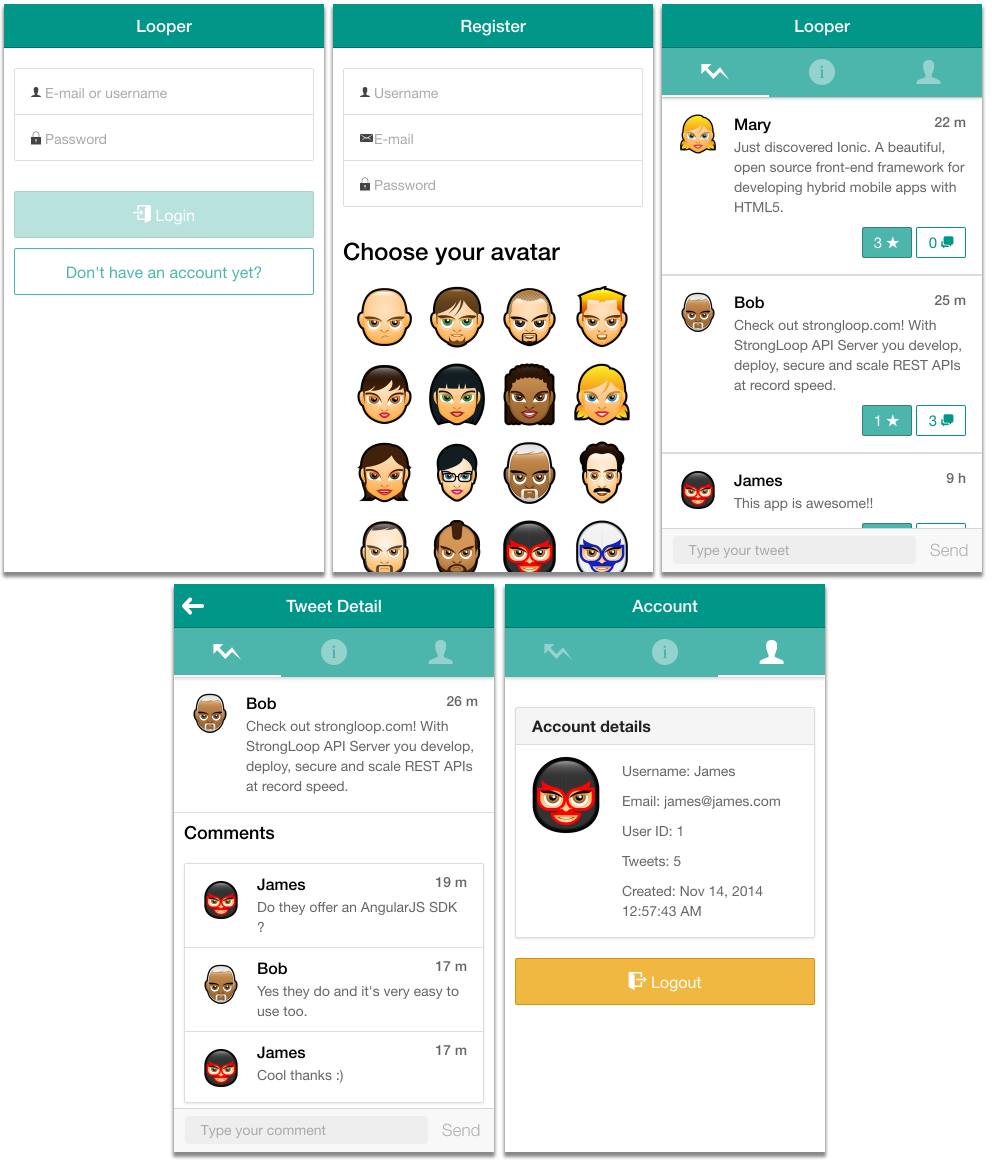 Looper
E-mail or username
Password
Login
Don't have an account yet?
Register
Username
E-mail
Password
Choose your avatar
Looper
i
Mary 22 m
Just discovered Ionic. A beautiful,
open source front-end framework for
developing hybrid mobile apps with
HTML5.
3 0
Bob 25 m
Check out strongloop.com! With
StrongLoop API Server you develop,
deploy, secure and scale REST APIs
at record speed.
1 3
James 9 h
This app is awesome!!
Type your tweet Send
Tweet Detail
i
Bob 26 m
Check out strongloop.com! With
StrongLoop API Server you develop,
deploy, secure and scale REST APIs
at record speed.
Comments
James 19 m
Do they offer an AngularJS SDK
?
Bob 17 m
Yes they do and it's very easy to
use too.
James 17 m
Cool thanks :)
Type your comment Send
Account
i
Account details
Username: James
Email: james@james.com
User ID: 1
Tweets: 5
Created: Nov 14, 2014
12:57:43 AM
Logout